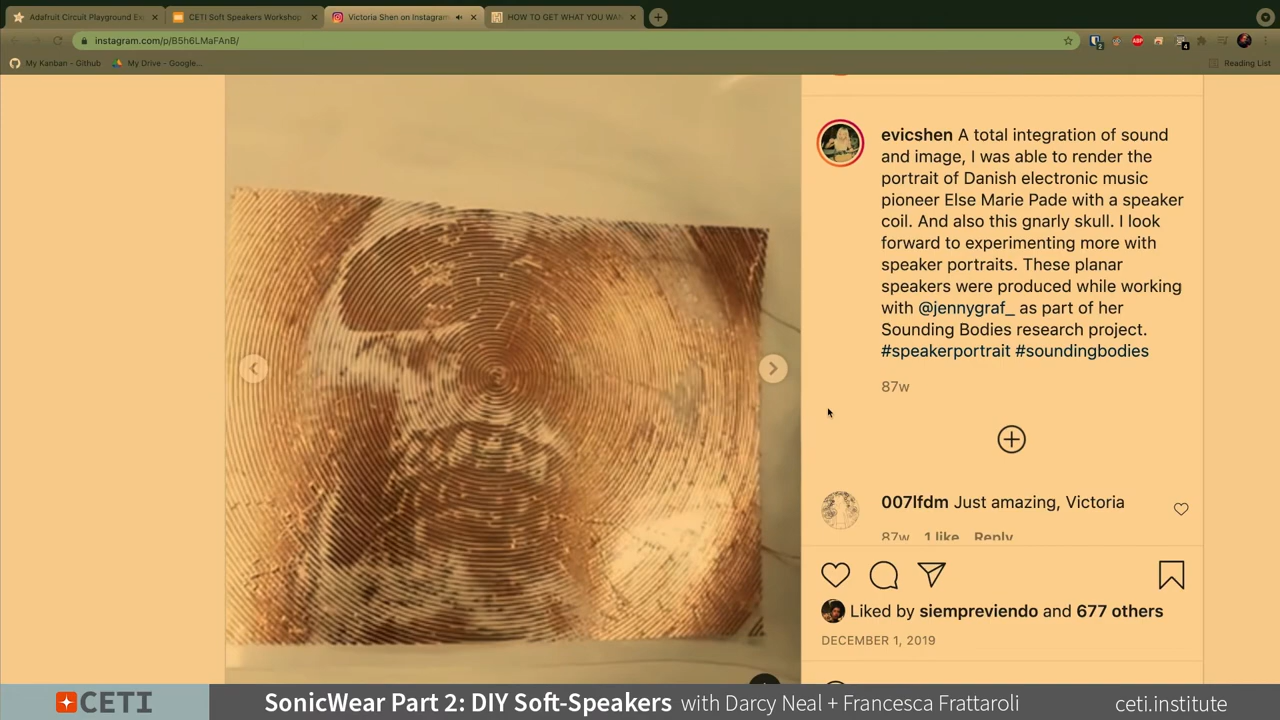 Adafruit Circuit Playground Ex
CETI Soft Speakers Workshop
Victoria Shen on Instagram
HOW TO GET WHAT YOU WAN
instagram.com/p/B5h6LMaFAnB/
My Kanban - Github
My Drive - Google...
Reading List
evicshen A total integration of sound
and image, I was able to render the
portrait of Danish electronic music
pioneer Else Marie Pade with a speaker
coil. And also this gnarly skull. I look
forward to experimenting more with
speaker portraits. These planar
speakers were produced while working
with @jennygraf_ as part of her
Sounding Bodies research project.
#speakerportrait #soundingbodies
87w
007lfdm Just amazing, Victoria
87w 1 like Reply
Liked by siempreviendo and 677 others
DECEMBER 1, 2019
CETI
SonicWear Part 2: DIY Soft-Speakers with Darcy Neal + Francesca Frattaroli
ceti.institute